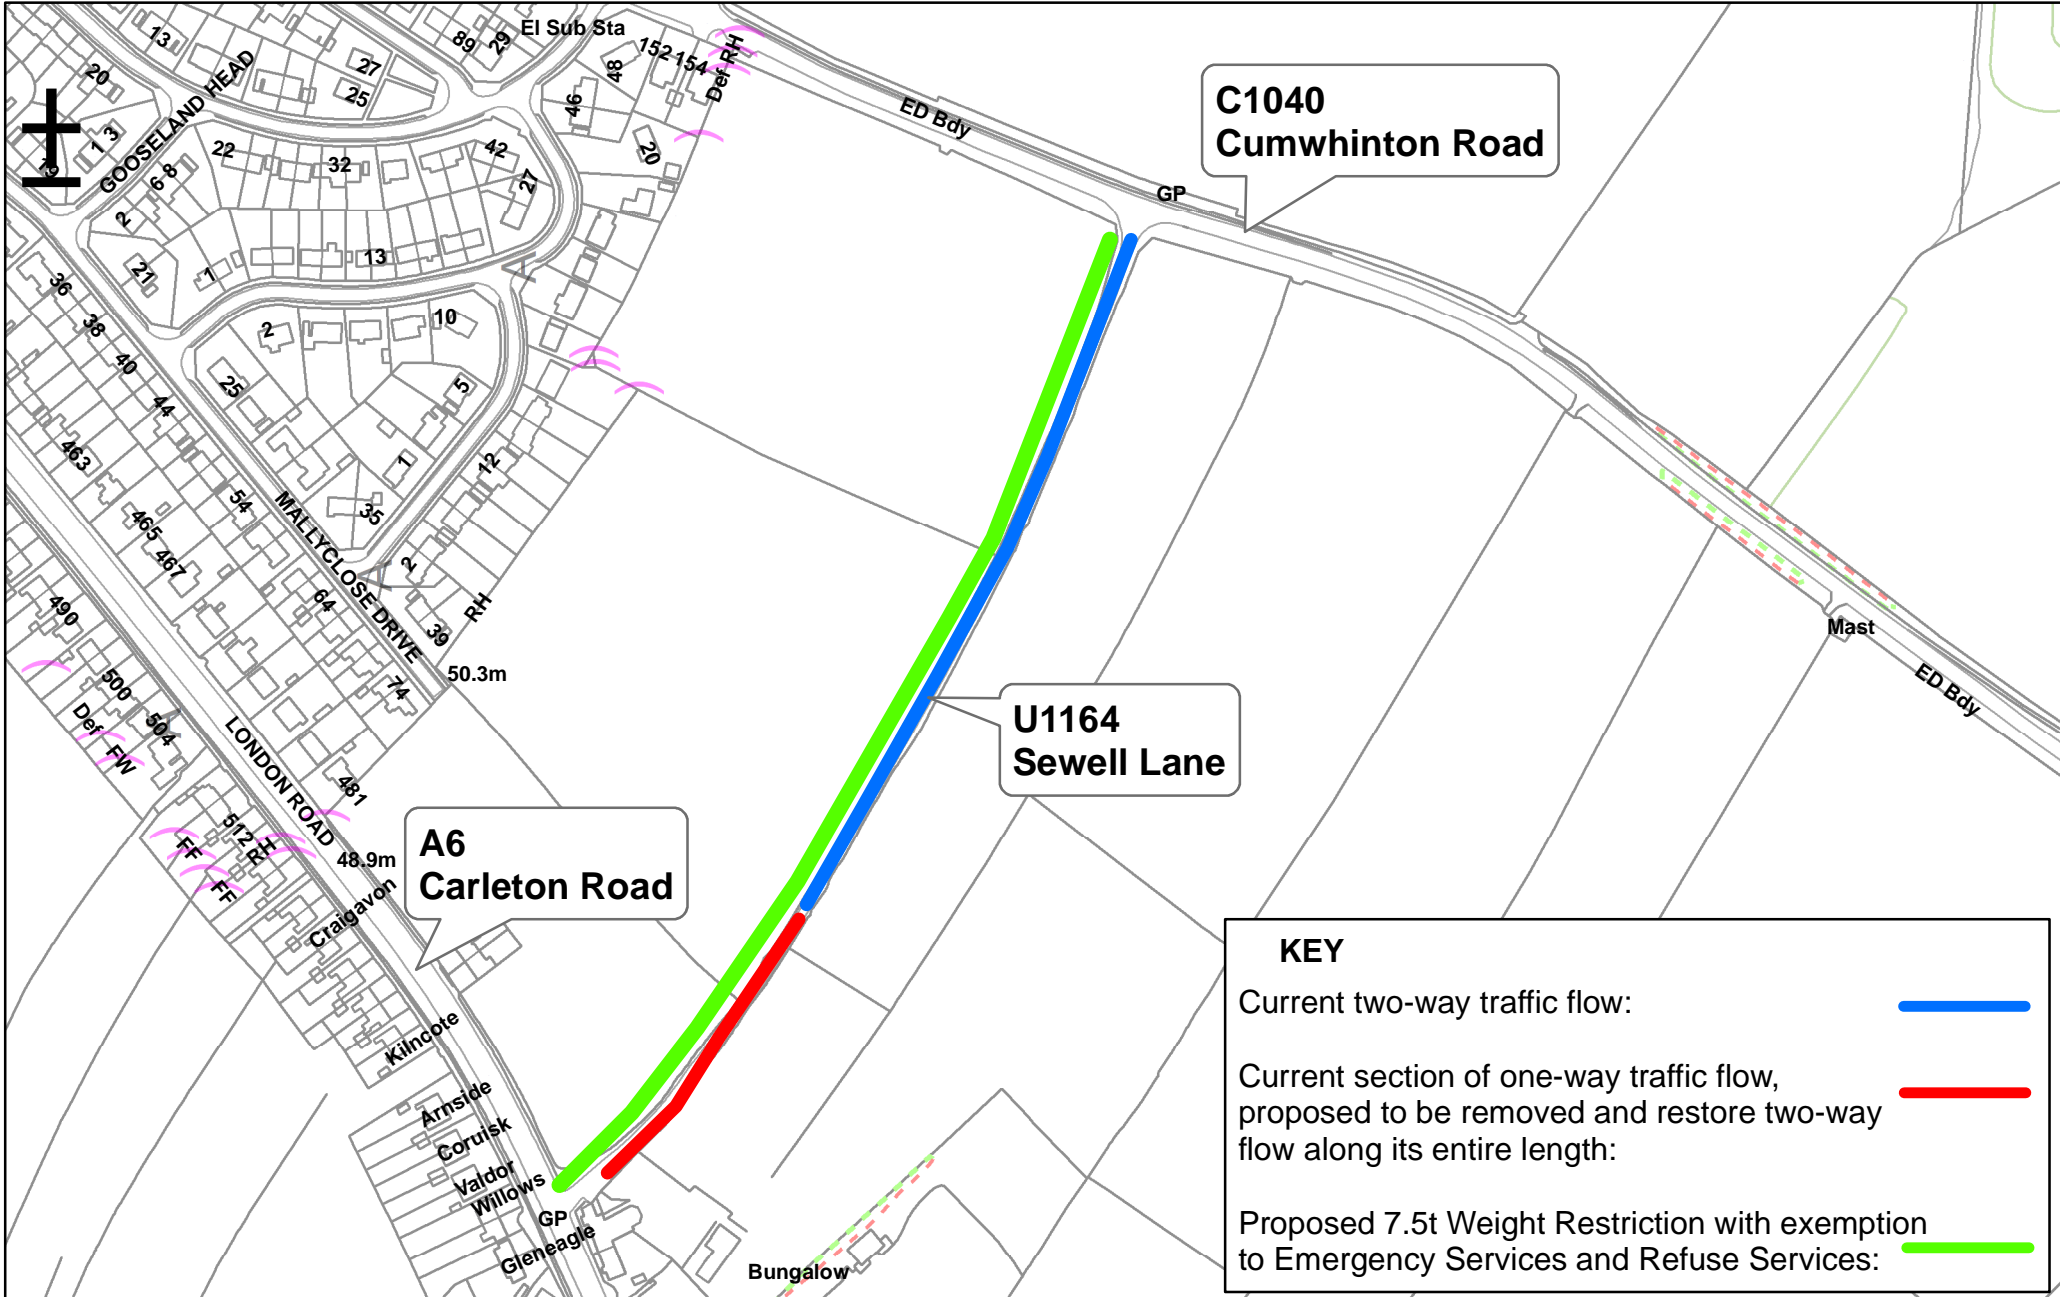 El Sub Sta
13
89
29
152
154
48
Def RH
27
25
20
46
GOOSELAND HEAD
ED Bdy
C1040
Cumwhinton Road
1 3
79
22
32
42
20
27
6 8
2
GP
21
1
13
36
38
2
10
40
25
5
44
463
1
12
54
35
465
467
MALLYCLOSE DRIVE
2
64
RH
490
39
50.3m
74
Mast
ED Bdy
500
504
Def
FW
LONDON ROAD
U1164
Sewell Lane
481
512
RH
FF
48.9m
A6
Carleton Road
FF
Craigavon
Kilncote
Arnside
Coruisk
Valdor
Willows
GP
Gleneagle
Bungalow
KEY
Current two-way traffic flow:
Current section of one-way traffic flow,
proposed to be removed and restore two-way
flow along its entire length:
Proposed 7.5t Weight Restriction with exemption
to Emergency Services and Refuse Services: